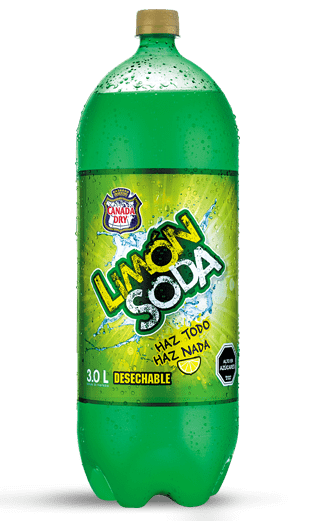 CANADA
DRY
LIMÓN
SODA
HAZ TODO
HAZ NADA
ALTO EN
AZÚCARES
3.0 L
DESECHABLE